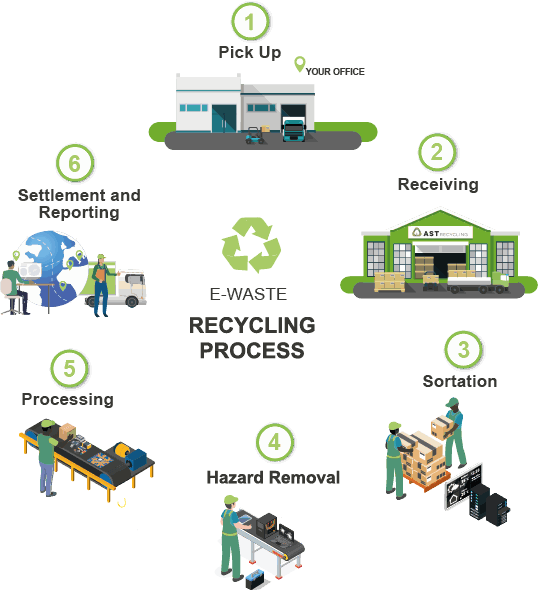 1
Pick Up
YOUR OFFICE
2
Receiving
AST RECYCLING
3
Sortation
4
Hazard Removal
5
Processing
6
Settlement and
Reporting
E-WASTE
RECYCLING
PROCESS